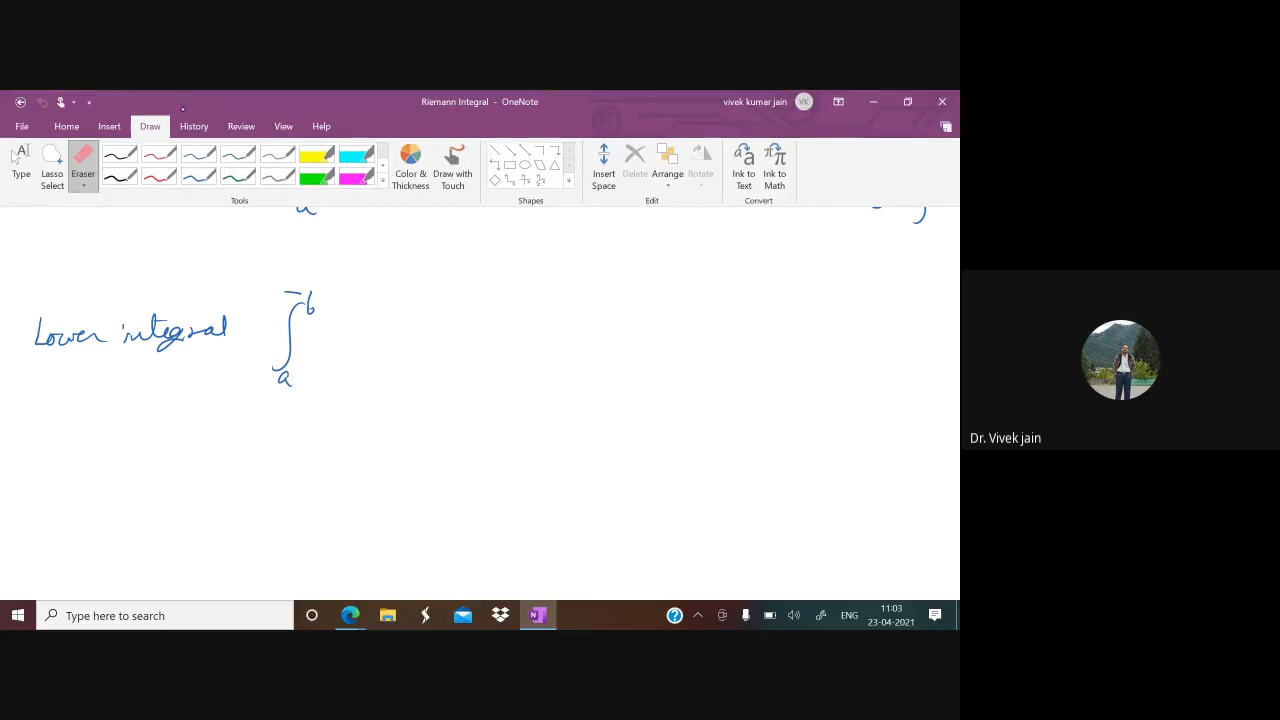 Riemann Integral - OneNote
vivek kumar jain VK
File Home Insert Draw History Review View Help
Type Lasso Select Eraser Color & Thickness Draw with Touch Insert Space Delete Arrange Rotate Ink to Text Ink to Math
Tools Shapes Edit Convert
a
Lower integral ∫ b
a
Dr. Vivek jain
Type here to search
ENG 11:03
23-04-2021